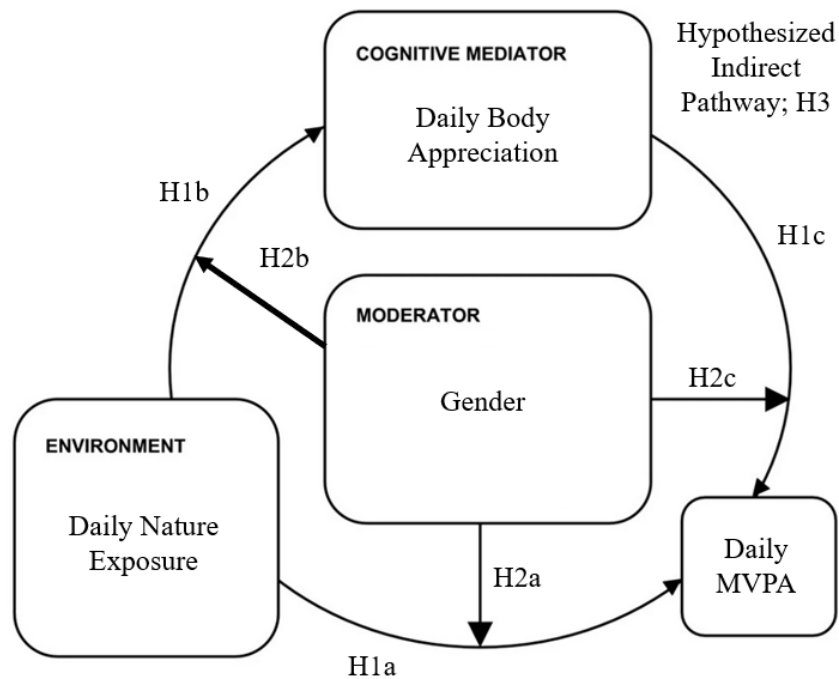 COGNITIVE MEDIATOR
Daily Body
Appreciation
Hypothesized
Indirect
Pathway; H3
H1b
H1c
H2b
MODERATOR
Gender
H2c
ENVIRONMENT
Daily Nature
Exposure
H2a
Daily
MVPA
H1a